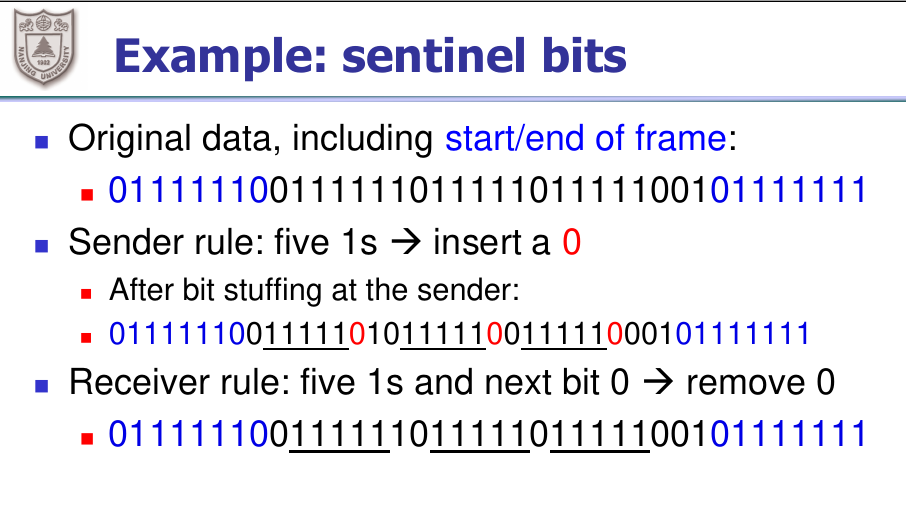 NANJING UNIVERSITY
1902
Example: sentinel bits
Original data, including start/end of frame:
01111110011111101111101111100101111111
Sender rule: five 1s → insert a 0
After bit stuffing at the sender:
01111110011111010111110011111000101111111
Receiver rule: five 1s and next bit 0 → remove 0
01111110011111101111101111100101111111